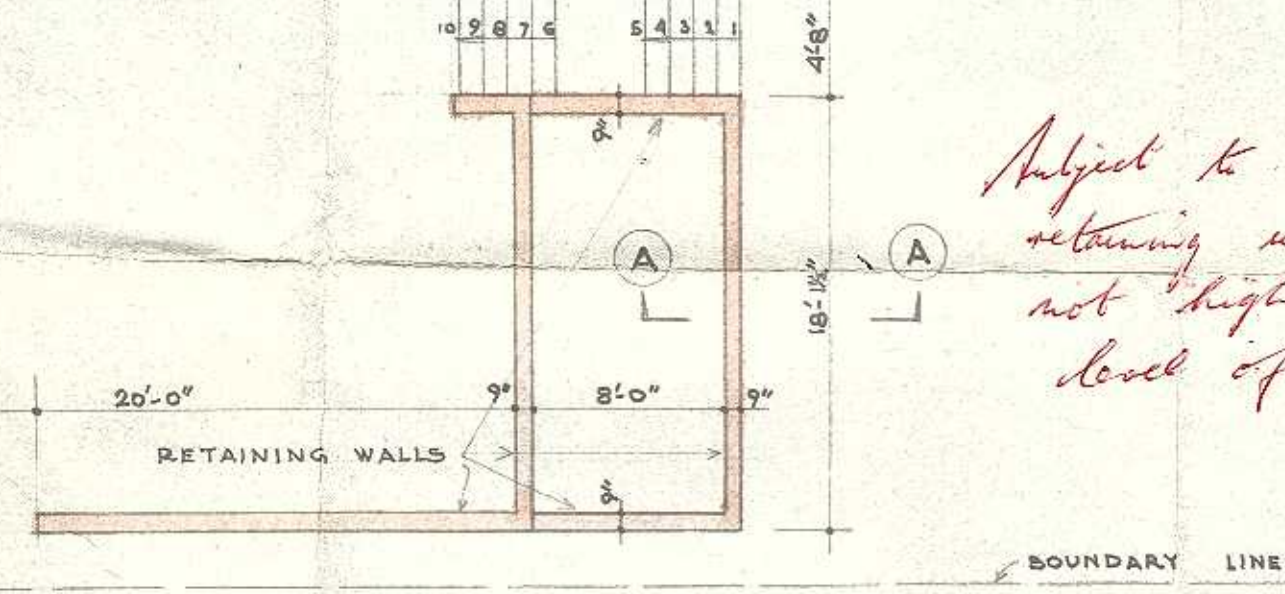 10 9 8 7 6 5 4 3 2 1
4'-8"
9"
Subject to
retaining
not
level of
A A
18'-1½"
20'-0" 9" 8'-0" 9"
RETAINING WALLS
9"
BOUNDARY LINE